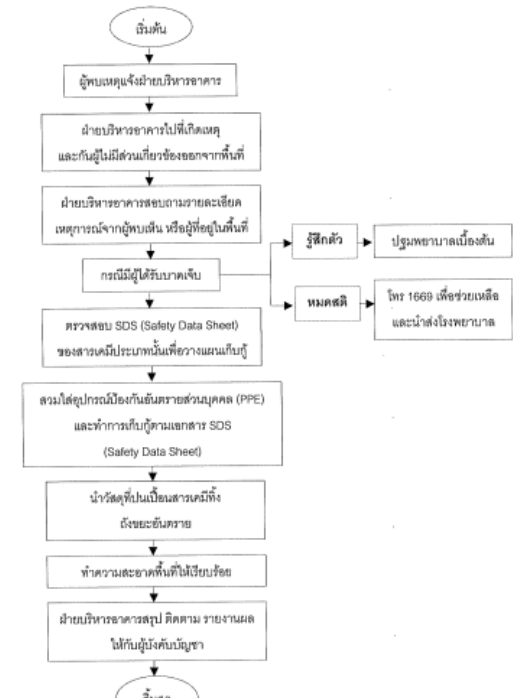 เริ่มต้น
ผู้พบเหตุแจ้งฝ่ายบริหารอาคาร
ฝ่ายบริหารอาคารไปที่เกิดเหตุ
และกันผู้ไม่มีส่วนเกี่ยวข้องออกจากพื้นที่
ฝ่ายบริหารอาคารสอบถามรายละเอียด
เหตุการณ์จากผู้พบเห็น หรือผู้ที่อยู่ในพื้นที่
กรณีมีผู้ได้รับบาดเจ็บ
รู้สึกตัว
ปฐมพยาบาลเบื้องต้น
หมดสติ
โทร 1669 เพื่อช่วยเหลือ
และนำส่งโรงพยาบาล
ตรวจสอบ SDS (Safety Data Sheet)
ของสารเคมีประเภทนั้นเพื่อวางแผนเก็บกู้
สวมใส่อุปกรณ์ป้องกันอันตรายส่วนบุคคล (PPE)
และทำการเก็บกู้ตามเอกสาร SDS
(Safety Data Sheet)
นำวัสดุที่ปนเปื้อนสารเคมีทิ้ง
ถังขยะอันตราย
ทำความสะอาดพื้นที่ให้เรียบร้อย
ฝ่ายบริหารอาคารสรุป ติดตาม รายงานผล
ให้กับผู้บังคับบัญชา